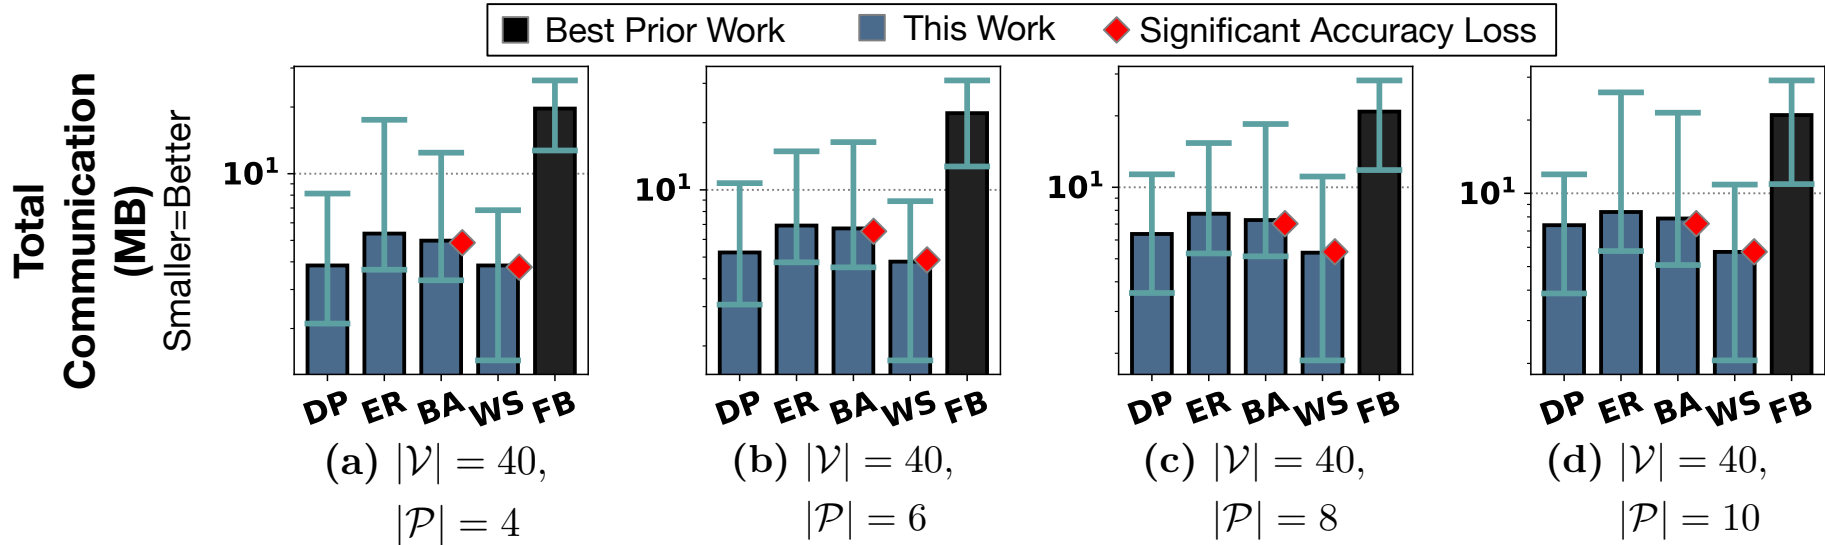 Best Prior Work This Work Significant Accuracy Loss
Total
Communication
(MB)
Smaller=Better
10¹
DP ER BA WS FB
(a) |𝒱| = 40,
|𝒫| = 4
10¹
DP ER BA WS FB
(b) |𝒱| = 40,
|𝒫| = 6
10¹
DP ER BA WS FB
(c) |𝒱| = 40,
|𝒫| = 8
10¹
DP ER BA WS FB
(d) |𝒱| = 40,
|𝒫| = 10